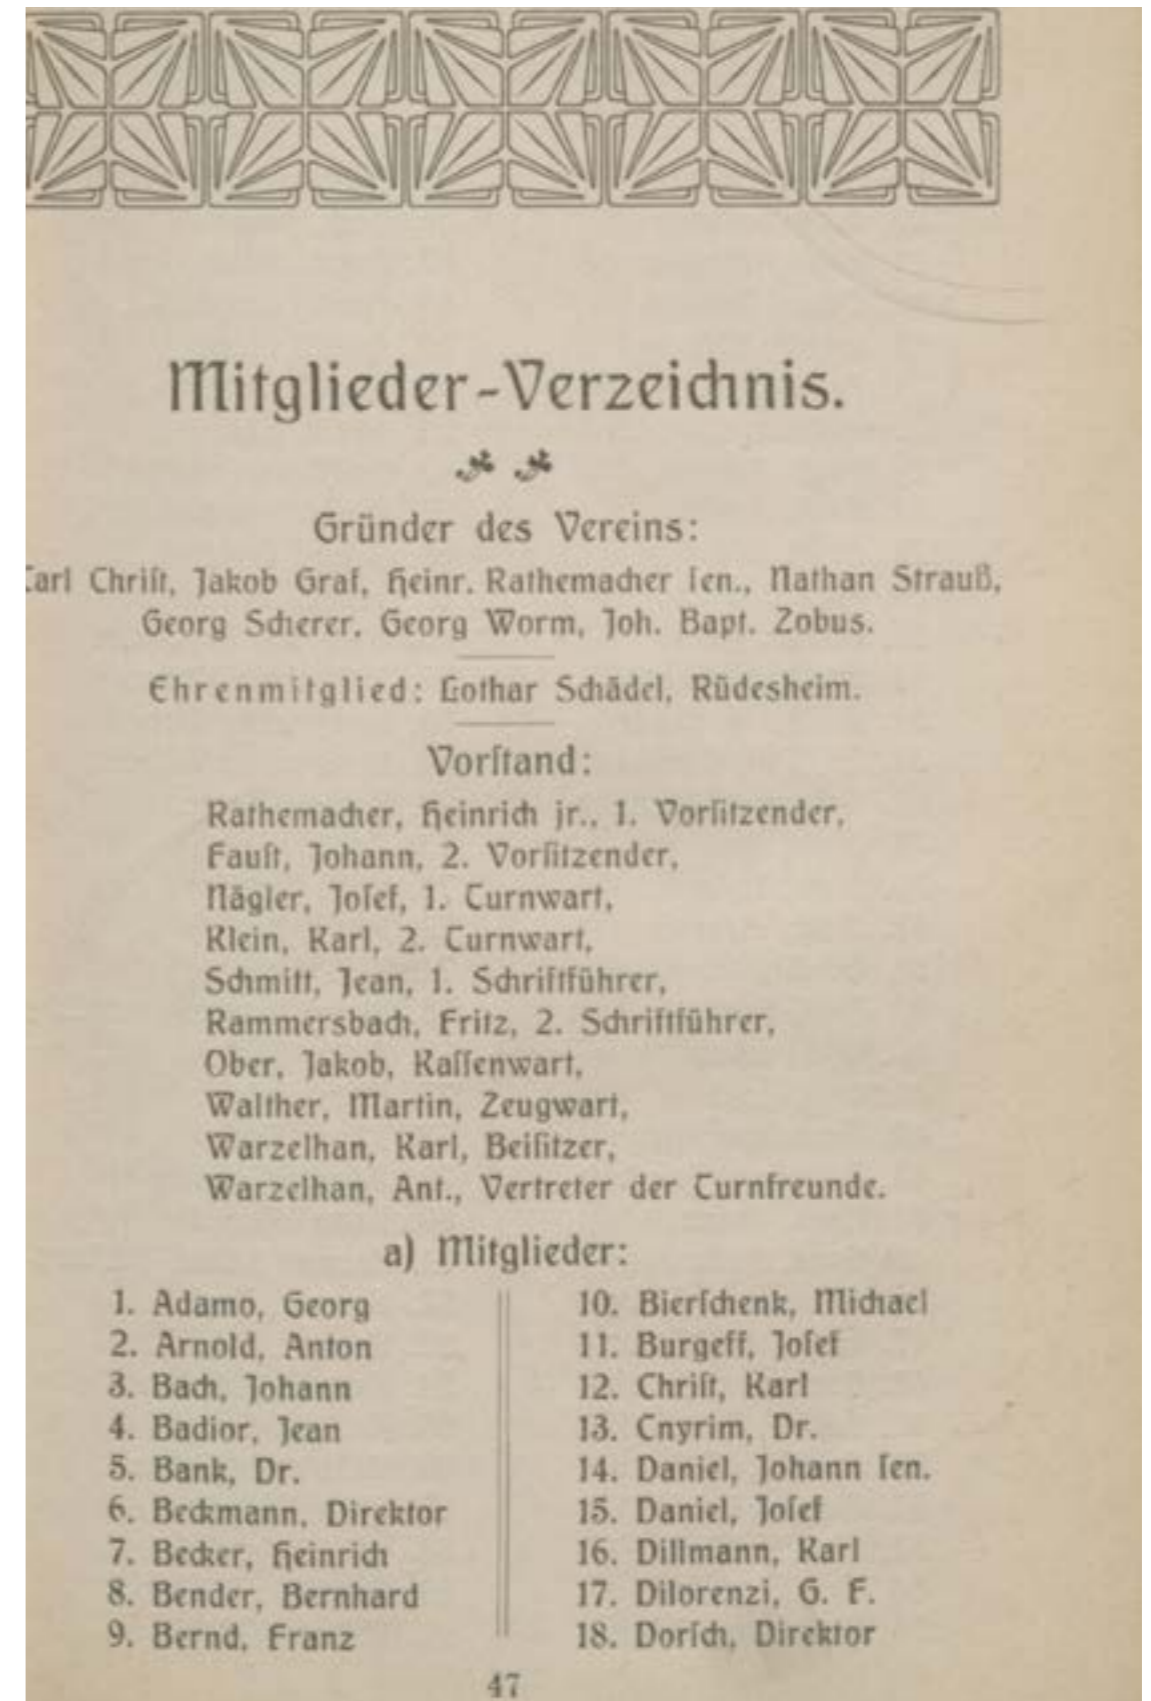 Mitglieder-Verzeichnis.
Gründer des Vereins:
Carl Chriſt, Jakob Graf, Heinr. Rathemacher ſen., Nathan Strauß,
Georg Scherer, Georg Worm, Joh. Bapt. Zobus.
Ehrenmitglied: Lothar Schädel, Rüdesheim.
Vorſtand:
Rathemacher, Heinrich jr., 1. Vorſitzender,
Fauſt, Johann, 2. Vorſitzender,
Nägler, Joſef, 1. Turnwart,
Klein, Karl, 2. Turnwart,
Schmitt, Jean, 1. Schriftführer,
Rammersbach, Fritz, 2. Schriftführer,
Ober, Jakob, Kaſſenwart,
Walther, Martin, Zeugwart,
Warzelhan, Karl, Beiſitzer,
Warzelhan, Ant., Vertreter der Turnfreunde.
a) Mitglieder:
1. Adamo, Georg
2. Arnold, Anton
3. Bach, Johann
4. Badior, Jean
5. Bank, Dr.
6. Beckmann, Direktor
7. Becker, Heinrich
8. Bender, Bernhard
9. Bernd, Franz
10. Bierſchenk, Michael
11. Burgeff, Joſef
12. Chriſt, Karl
13. Cnyrim, Dr.
14. Daniel, Johann ſen.
15. Daniel, Joſef
16. Dillmann, Karl
17. Dilorenzi, G. F.
18. Dorſch, Direktor
47